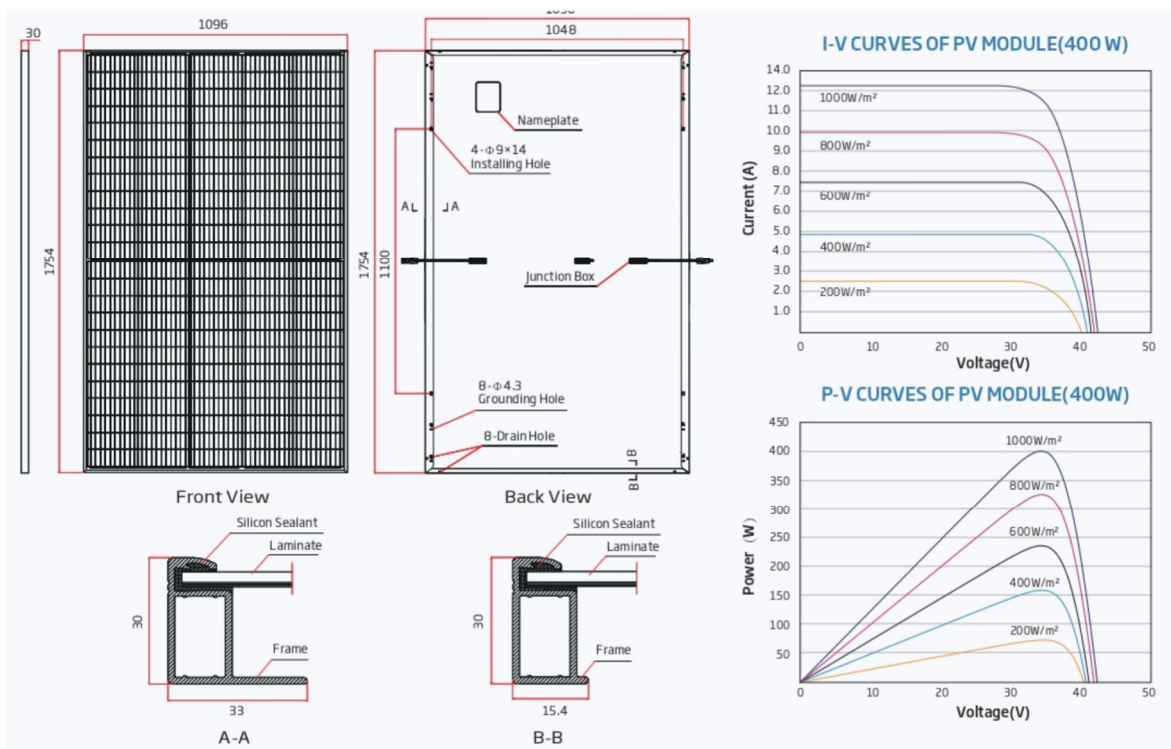 30
1096
1754
Front View
1048
Nameplate
4-Φ9×14
Installing Hole
A
A
1754
1100
Junction Box
8-Φ4.3
Grounding Hole
8-Drain Hole
B
B
Back View
Silicon Sealant
Laminate
30
Frame
33
A-A
Silicon Sealant
Laminate
30
Frame
15.4
B-B
I-V CURVES OF PV MODULE(400 W)
14.0
12.0
10.0
9.0
8.0
7.0
6.0
5.0
4.0
3.0
2.0
1.0
Current (A)
1000W/m²
800W/m²
600W/m²
400W/m²
200W/m²
0 10 20 30 40 50
Voltage(V)
P-V CURVES OF PV MODULE(400W)
450
400
350
300
250
200
150
100
50
Power (W)
1000W/m²
800W/m²
600W/m²
400W/m²
200W/m²
0 10 20 30 40 50
Voltage(V)